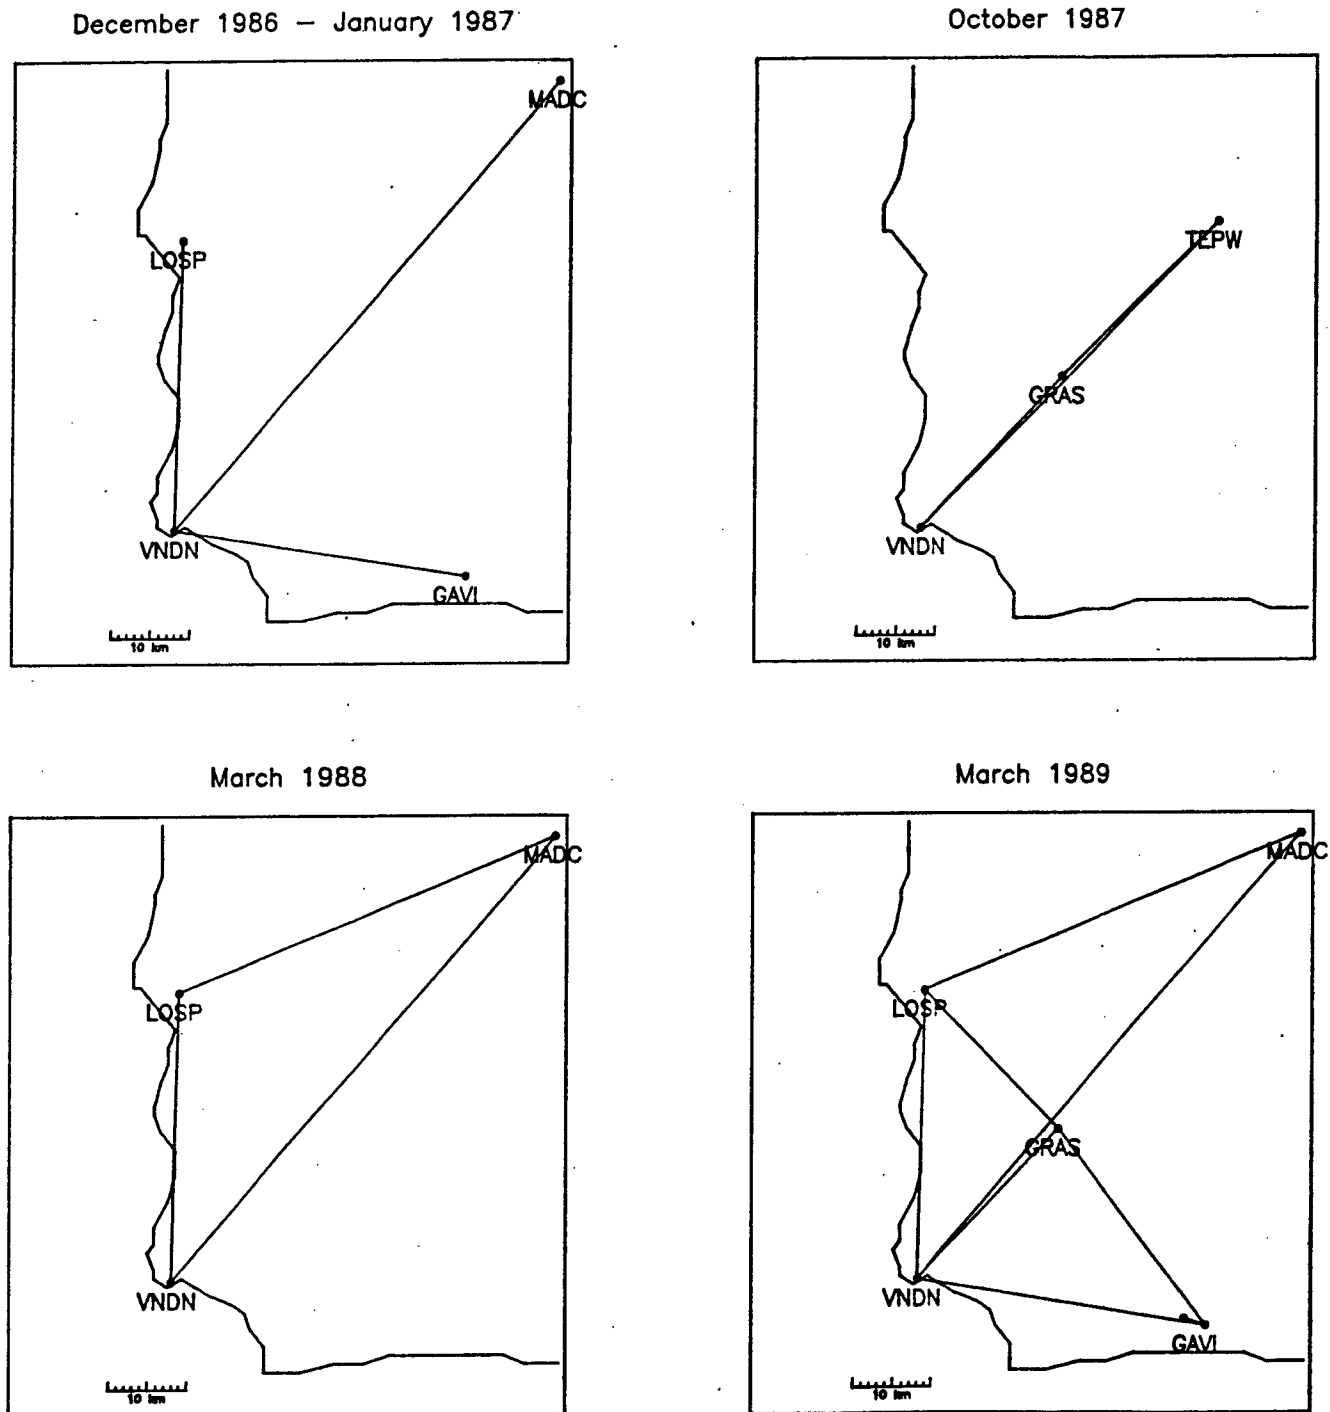 December 1986 – January 1987
MADC
LOSP
VNDN
GAVI
10 km
October 1987
TEPW
GRAS
VNDN
10 km
March 1988
MADC
LOSP
VNDN
10 km
March 1989
MADC
LOSP
GRAS
VNDN
GAVI
10 km